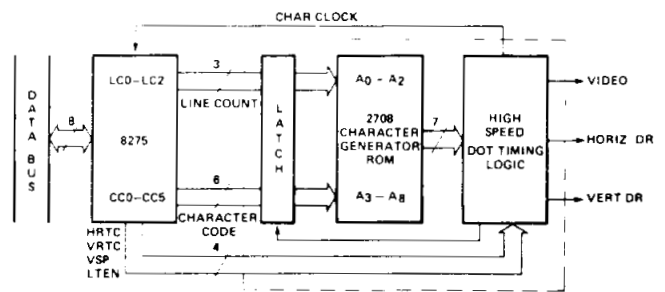 CHAR CLOCK
DATA BUS
8
LC0-LC2
8275
CC0-CC5
3
LINE COUNT
6
CHARACTER
CODE
HRTC
VRTC
VSP
LTEN
4
LATCH
A0-A2
2708
CHARACTER
GENERATOR
ROM
A3-A8
7
HIGH
SPEED
DOT TIMING
LOGIC
VIDEO
HORIZ DR
VERT DR